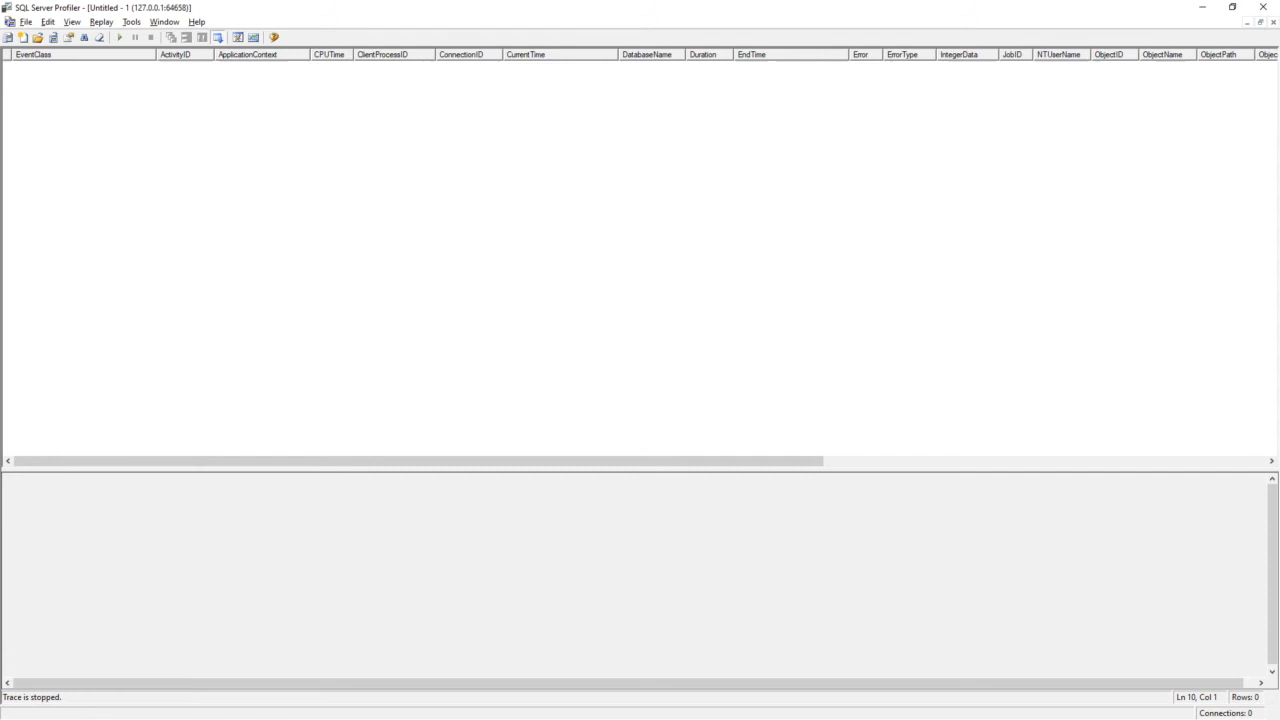 SQL Server Profiler - [Untitled - 1 (127.0.0.1:64658)]
File Edit View Replay Tools Window Help
EventClass ActivityID ApplicationContext CPUTime ClientProcessID ConnectionID CurrentTime DatabaseName Duration EndTime Error ErrorType IntegerData JobID NTUserName ObjectID ObjectName ObjectPath Objec
Trace is stopped. Ln 10, Col 1 Rows: 0
Connections: 0